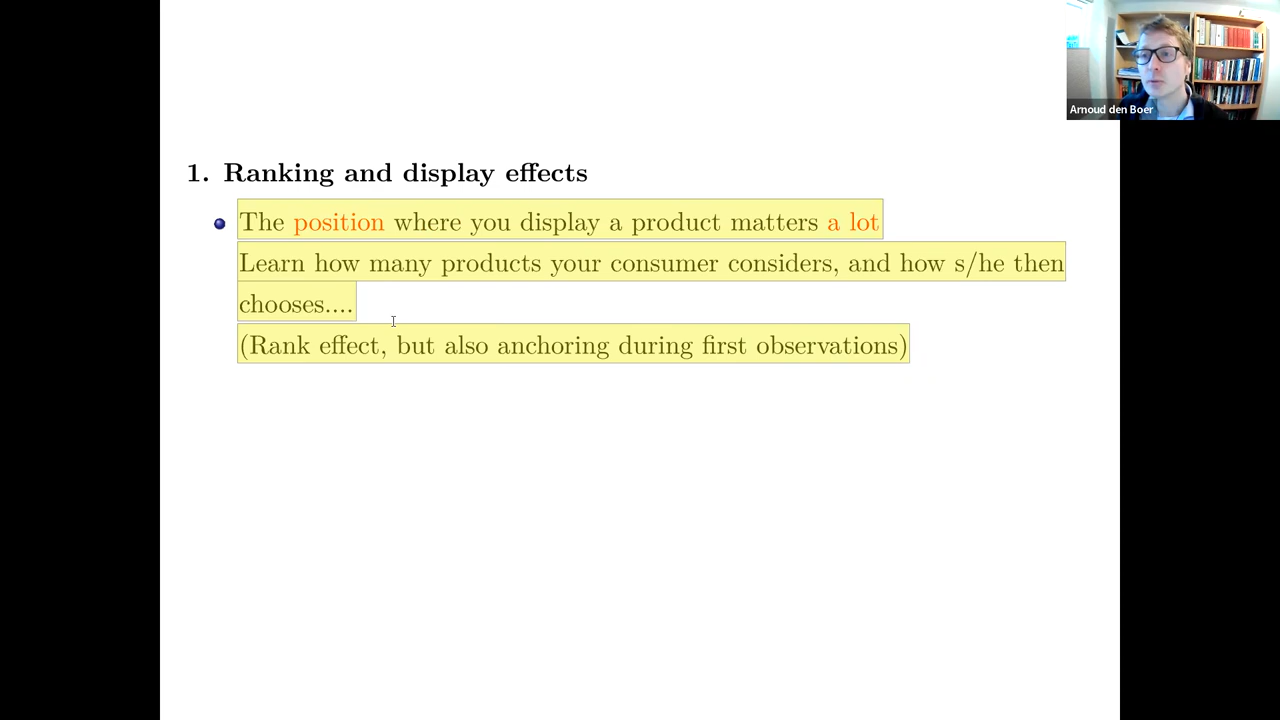 Arnoud den Boer
1. Ranking and display effects
The position where you display a product matters a lot
Learn how many products your consumer considers, and how s/he then
chooses....
(Rank effect, but also anchoring during first observations)